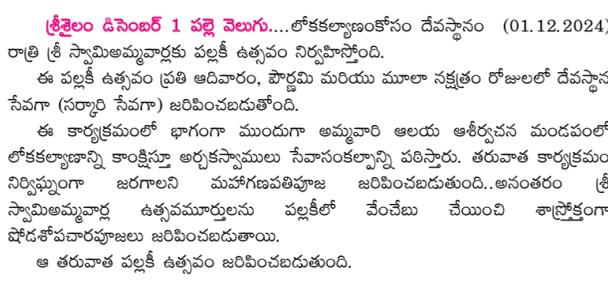 శ్రీశైలం డిసెంబర్ 1 పల్లె వెలుగు....లోకకల్యాణంకోసం దేవస్థానం (01.12.2024)
రాత్రి శ్రీ స్వామిఅమ్మవార్లకు పల్లకీ ఉత్సవం నిర్వహిస్తోంది.
ఈ పల్లకీ ఉత్సవం ప్రతి ఆదివారం, పౌర్ణమి మరియు మూలా నక్షత్రం రోజులలో దేవస్థాన
సేవగా (సర్కారి సేవగా) జరిపించబడుతోంది.
ఈ కార్యక్రమంలో భాగంగా ముందుగా అమ్మవారి ఆలయ ఆశీర్వచన మండపంలో
లోకకల్యాణాన్ని కాంక్షిస్తూ అర్చకస్వాములు సేవాసంకల్పాన్ని పఠిస్తారు. తరువాత కార్యక్రమం
నిర్విఘ్నంగా జరగాలని మహాగణపతిపూజ జరిపించబడుతుంది..అనంతరం శ్రీ
స్వామిఅమ్మవార్ల ఉత్సవమూర్తులను పల్లకీలో వేంచేబు చేయించి శాస్త్రోక్తంగా
షోడశోపచారపూజలు జరిపించబడుతాయి.
ఆ తరువాత పల్లకీ ఉత్సవం జరిపించబడుతుంది.